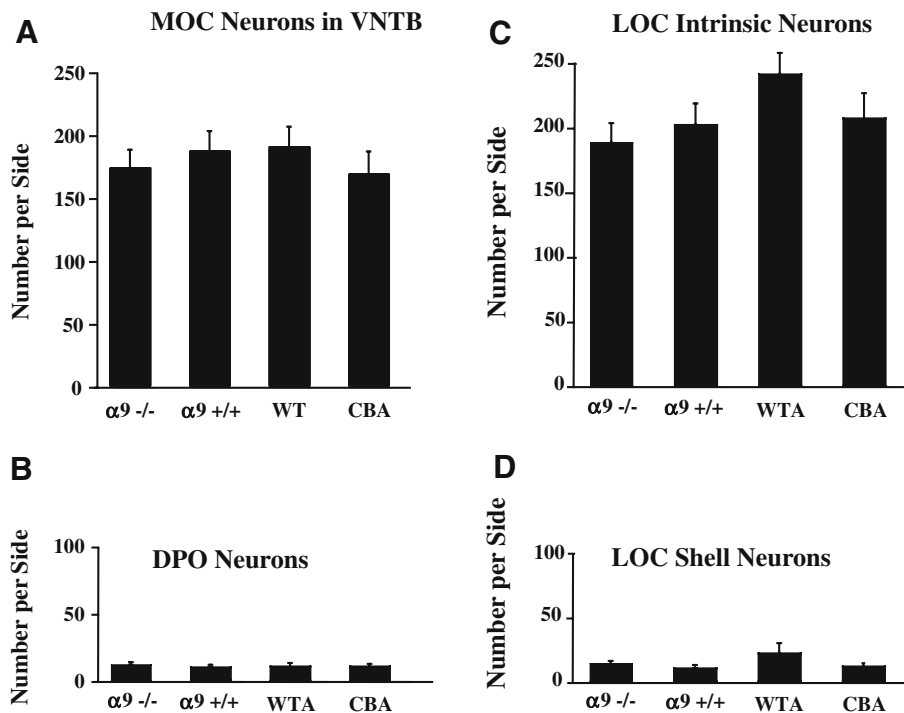 A
MOC Neurons in VNTB
Number per Side
250
200
150
100
50
0
α9 -/-
α9 +/+
WT
CBA
B
DPO Neurons
Number per Side
100
50
0
α9 -/-
α9 +/+
WTA
CBA
C
LOC Intrinsic Neurons
Number per Side
250
200
150
100
50
0
α9 -/-
α9 +/+
WTA
CBA
D
LOC Shell Neurons
Number per Side
100
50
0
α9 -/-
α9 +/+
WTA
CBA